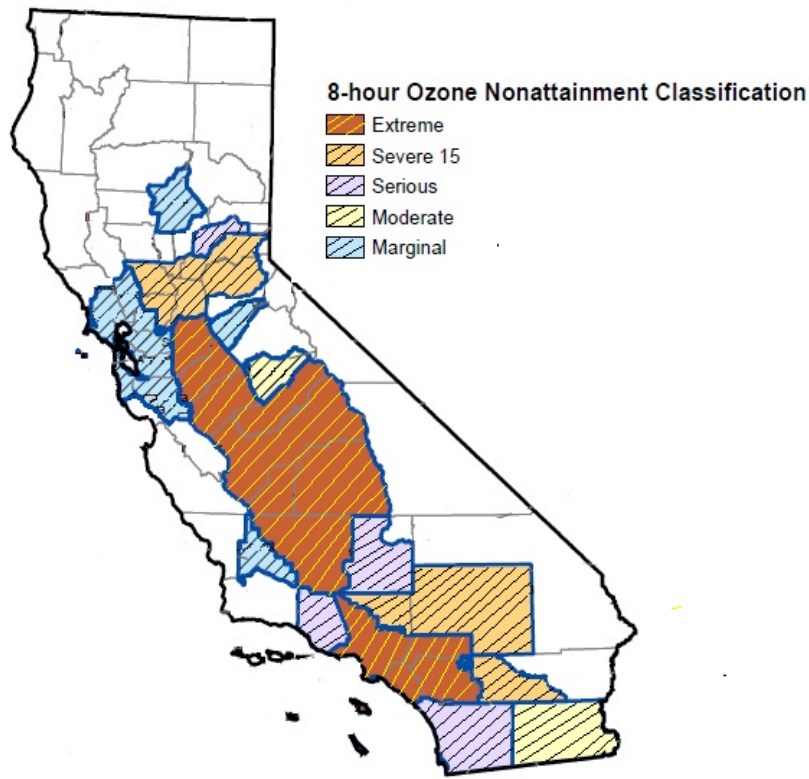 8-hour Ozone Nonattainment Classification
Extreme
Severe 15
Serious
Moderate
Marginal